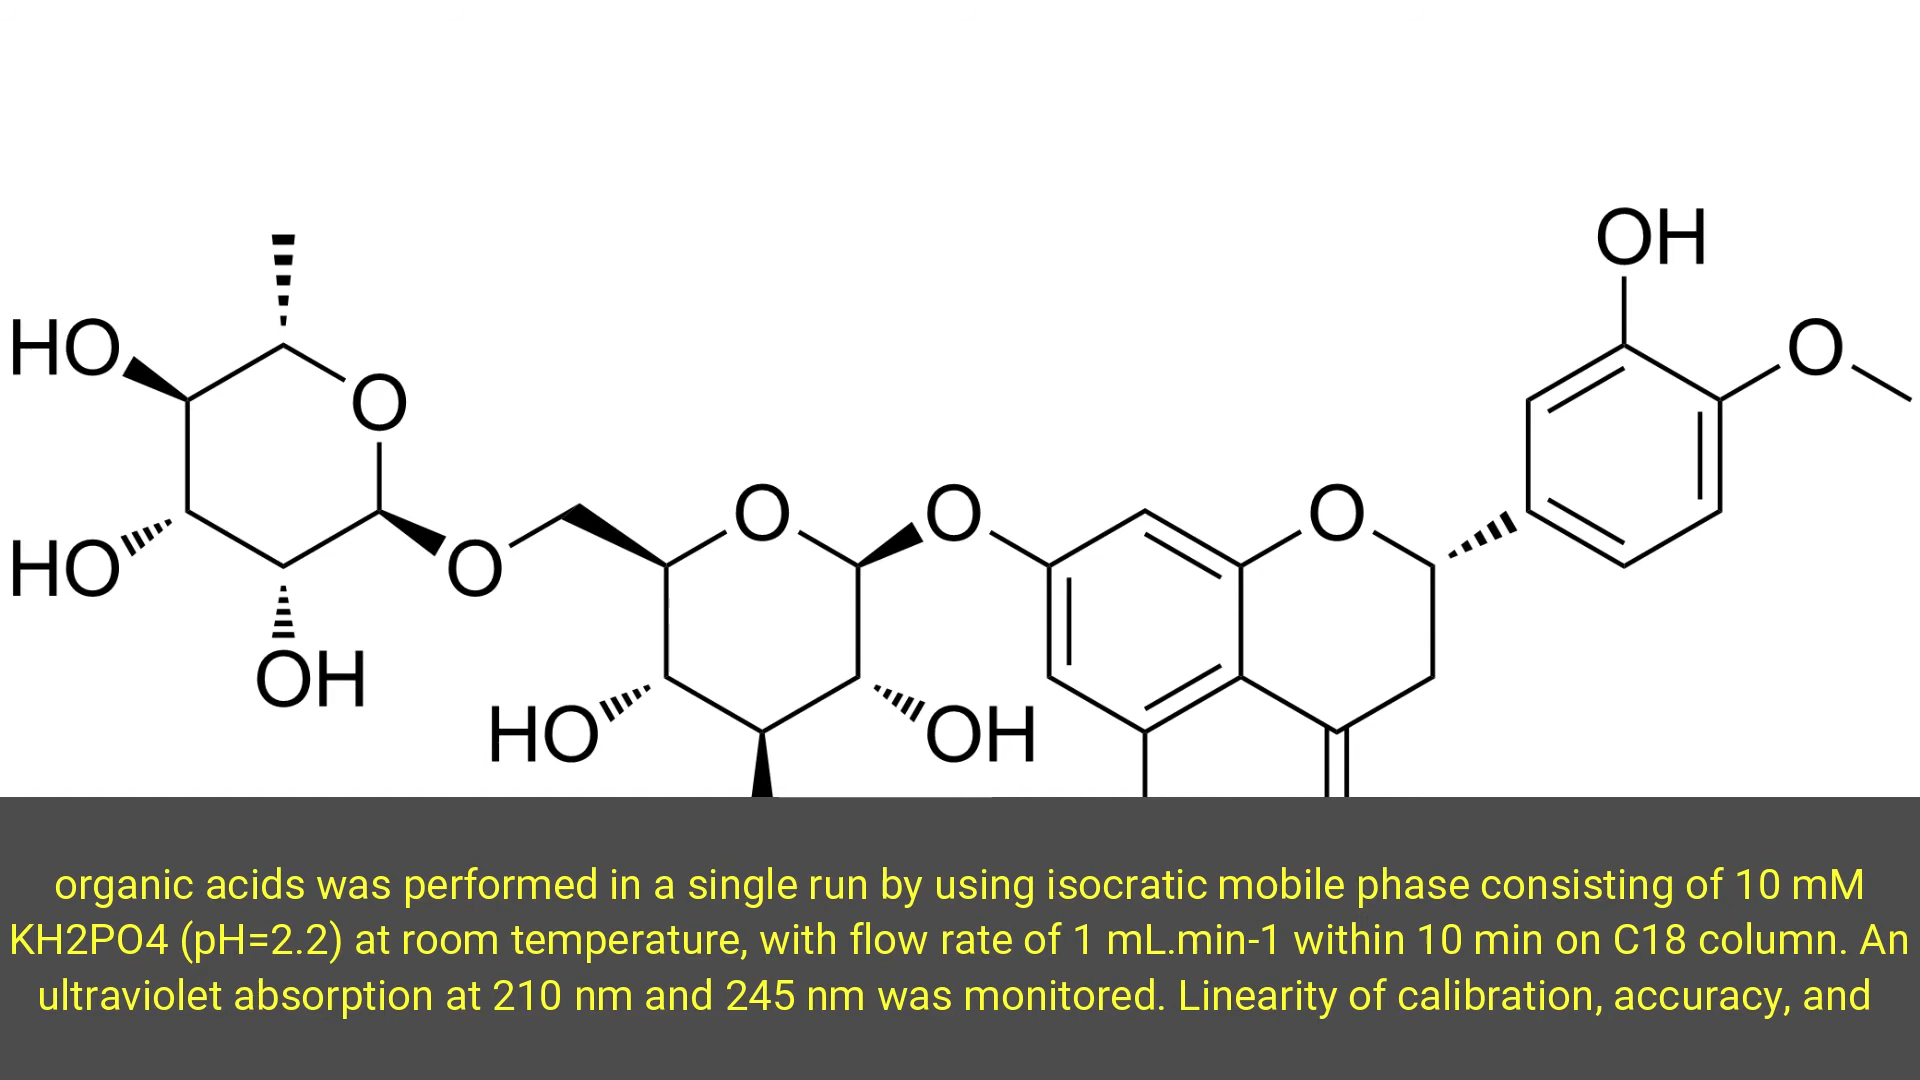 OH
HO
O
O
O
O
O
HO
O
OH
HO
OH
organic acids was performed in a single run by using isocratic mobile phase consisting of 10 mM
KH2PO4 (pH=2.2) at room temperature, with flow rate of 1 mL.min-1 within 10 min on C18 column. An
ultraviolet absorption at 210 nm and 245 nm was monitored. Linearity of calibration, accuracy, and